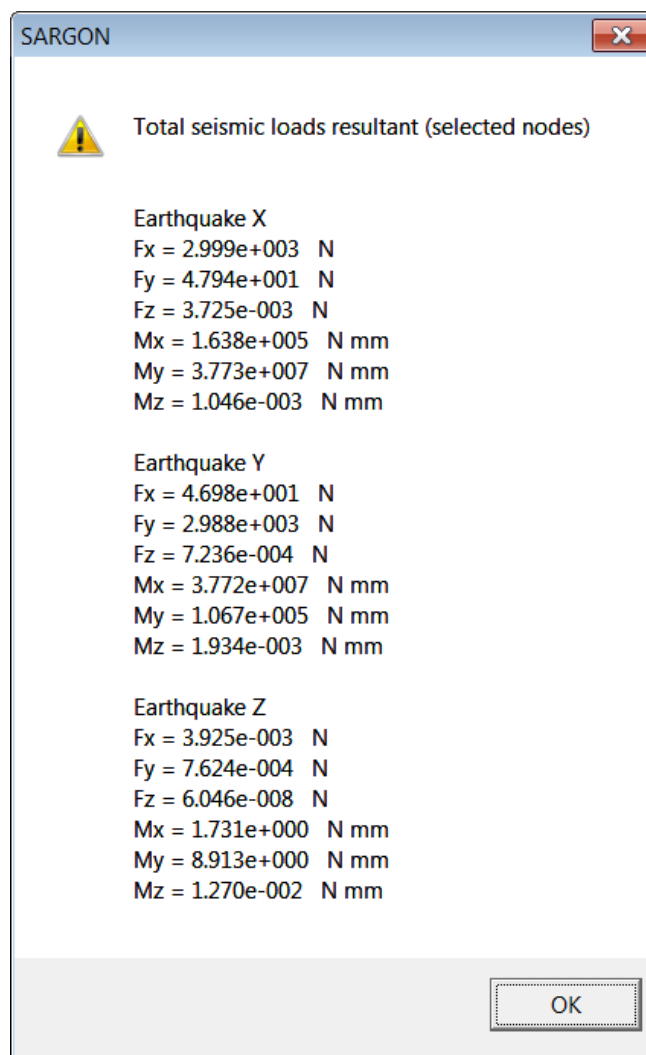 SARGON
Total seismic loads resultant (selected nodes)
Earthquake X
Fx = 2.999e+003 N
Fy = 4.794e+001 N
Fz = 3.725e-003 N
Mx = 1.638e+005 N mm
My = 3.773e+007 N mm
Mz = 1.046e-003 N mm
Earthquake Y
Fx = 4.698e+001 N
Fy = 2.988e+003 N
Fz = 7.236e-004 N
Mx = 3.772e+007 N mm
My = 1.067e+005 N mm
Mz = 1.934e-003 N mm
Earthquake Z
Fx = 3.925e-003 N
Fy = 7.624e-004 N
Fz = 6.046e-008 N
Mx = 1.731e+000 N mm
My = 8.913e+000 N mm
Mz = 1.270e-002 N mm
OK